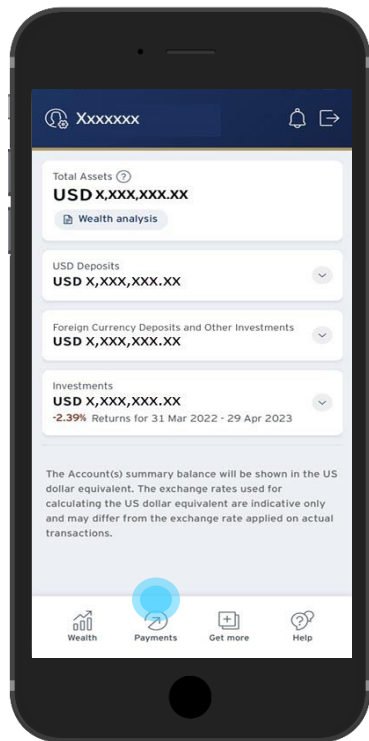 Xxxxxxx
Total Assets ?
USD X,XXX,XXX.XX
Wealth analysis
USD Deposits
USD X,XXX,XXX.XX
Foreign Currency Deposits and Other Investments
USD X,XXX,XXX.XX
Investments
USD X,XXX,XXX.XX
-2.39% Returns for 31 Mar 2022 - 29 Apr 2023
The Account(s) summary balance will be shown in the US
dollar equivalent. The exchange rates used for
calculating the US dollar equivalent are indicative only
and may differ from the exchange rate applied on actual
transactions.
Wealth Payments Get more Help